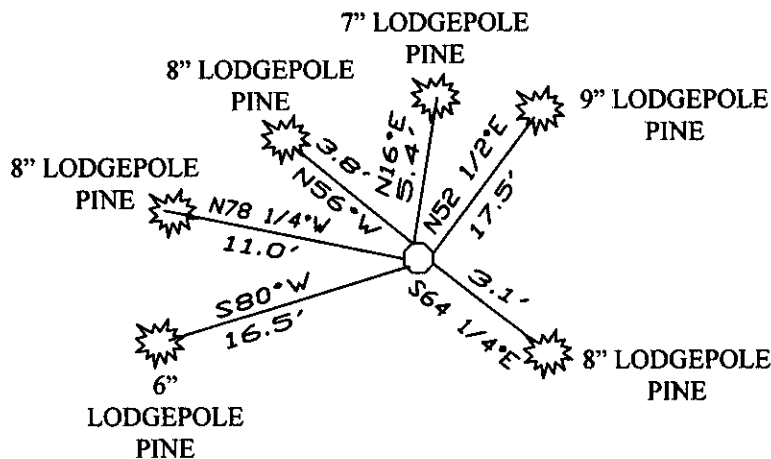 7” LODGEPOLE
PINE
8” LODGEPOLE
PINE
9” LODGEPOLE
PINE
N16°E
5.4′
3.8′
N56°W
N52 1/2°E
17.5′
8” LODGEPOLE
PINE
N78 1/4°W
11.0′
S80°W
16.5′
3.1′
S64 1/4°E
8” LODGEPOLE
PINE
6”
LODGEPOLE
PINE